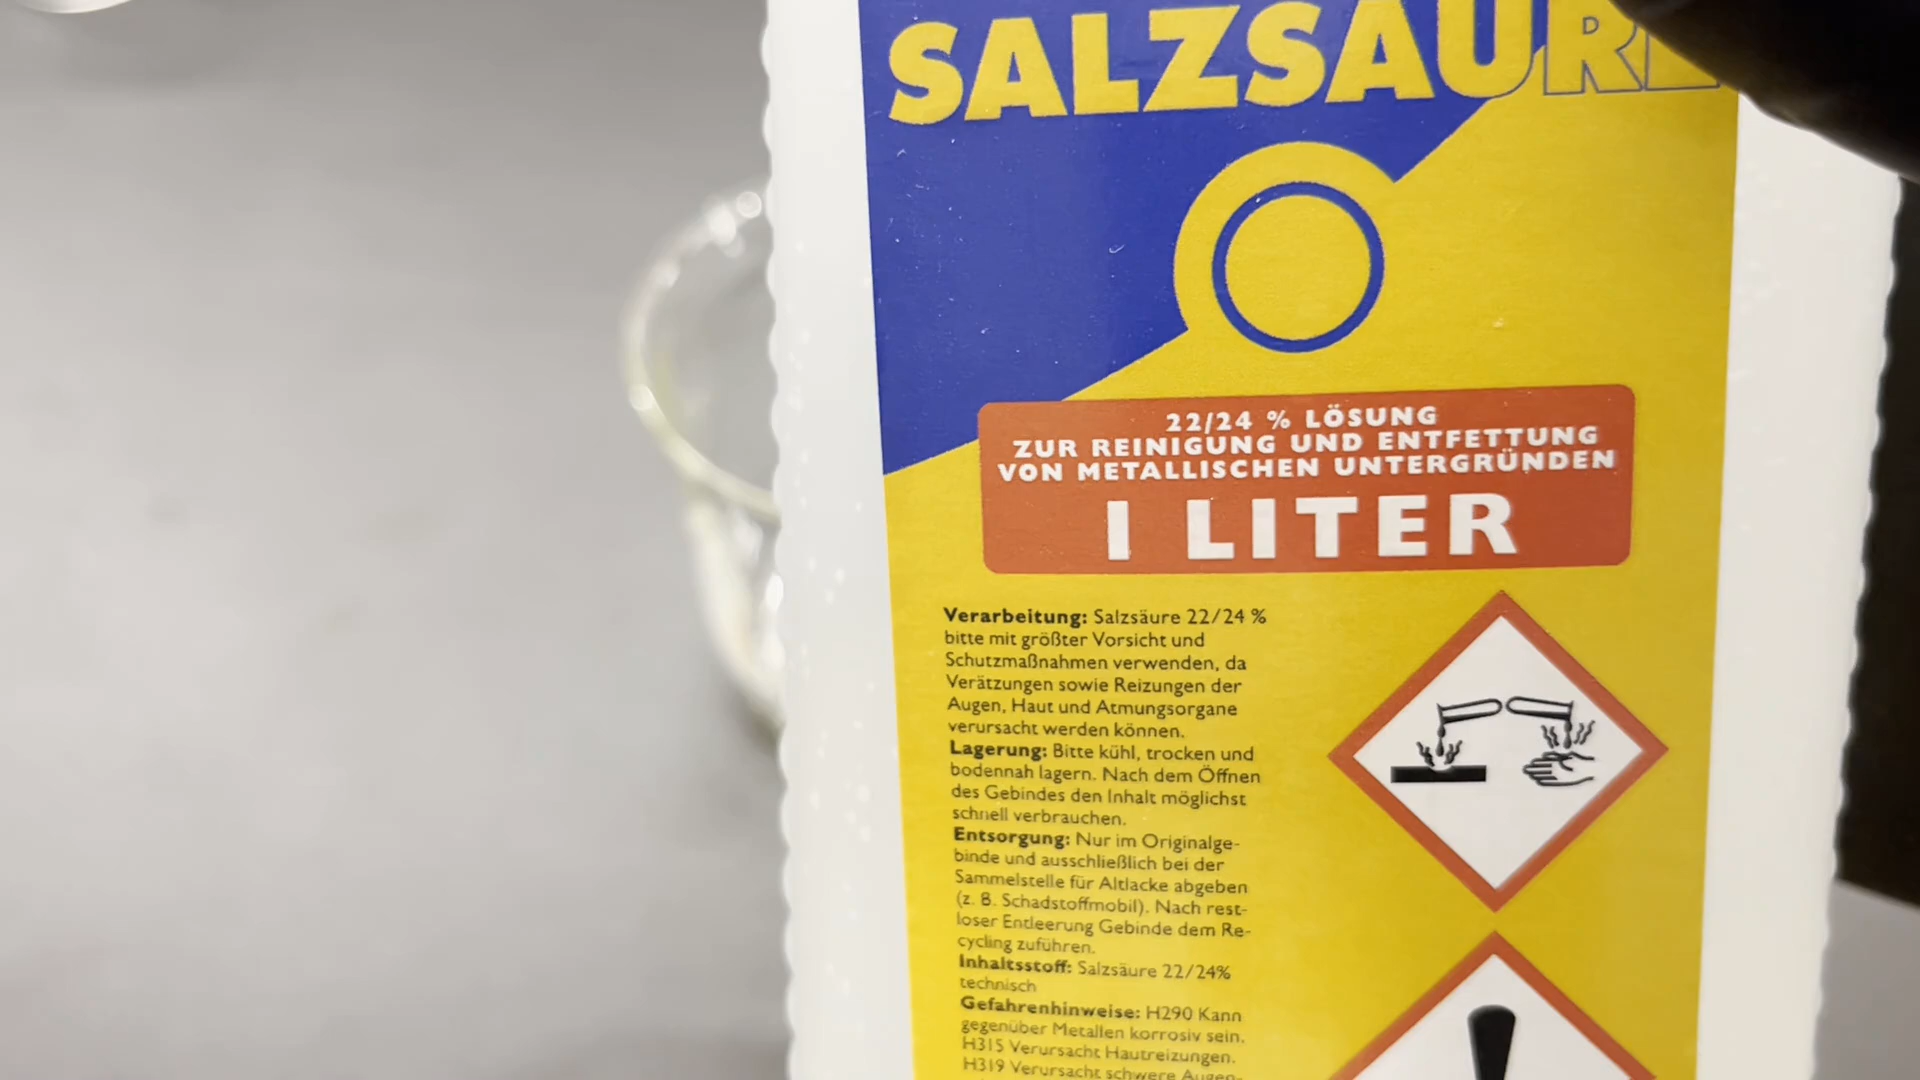 SALZSÄURE
22/24 % LÖSUNG
ZUR REINIGUNG UND ENTFETTUNG
VON METALLISCHEN UNTERGRÜNDEN
1 LITER
Verarbeitung: Salzsäure 22/24 %
bitte mit größter Vorsicht und
Schutzmaßnahmen verwenden, da
Verätzungen sowie Reizungen der
Augen, Haut und Atmungsorgane
verursacht werden können.
Lagerung: Bitte kühl, trocken und
bodennah lagern. Nach dem Öffnen
des Gebindes den Inhalt möglichst
schnell verbrauchen.
Entsorgung: Nur im Originalge-
binde und ausschließlich bei der
Sammelstelle für Altlacke abgeben
(z. B. Schadstoffmobil). Nach rest-
loser Entleerung Gebinde dem Re-
cycling zuführen.
Inhaltsstoff: Salzsäure 22/24%
technisch
Gefahrenhinweise: H290 Kann
gegenüber Metallen korrosiv sein.
H315 Verursacht Hautreizungen.
H319 Verursacht schwere Augen-